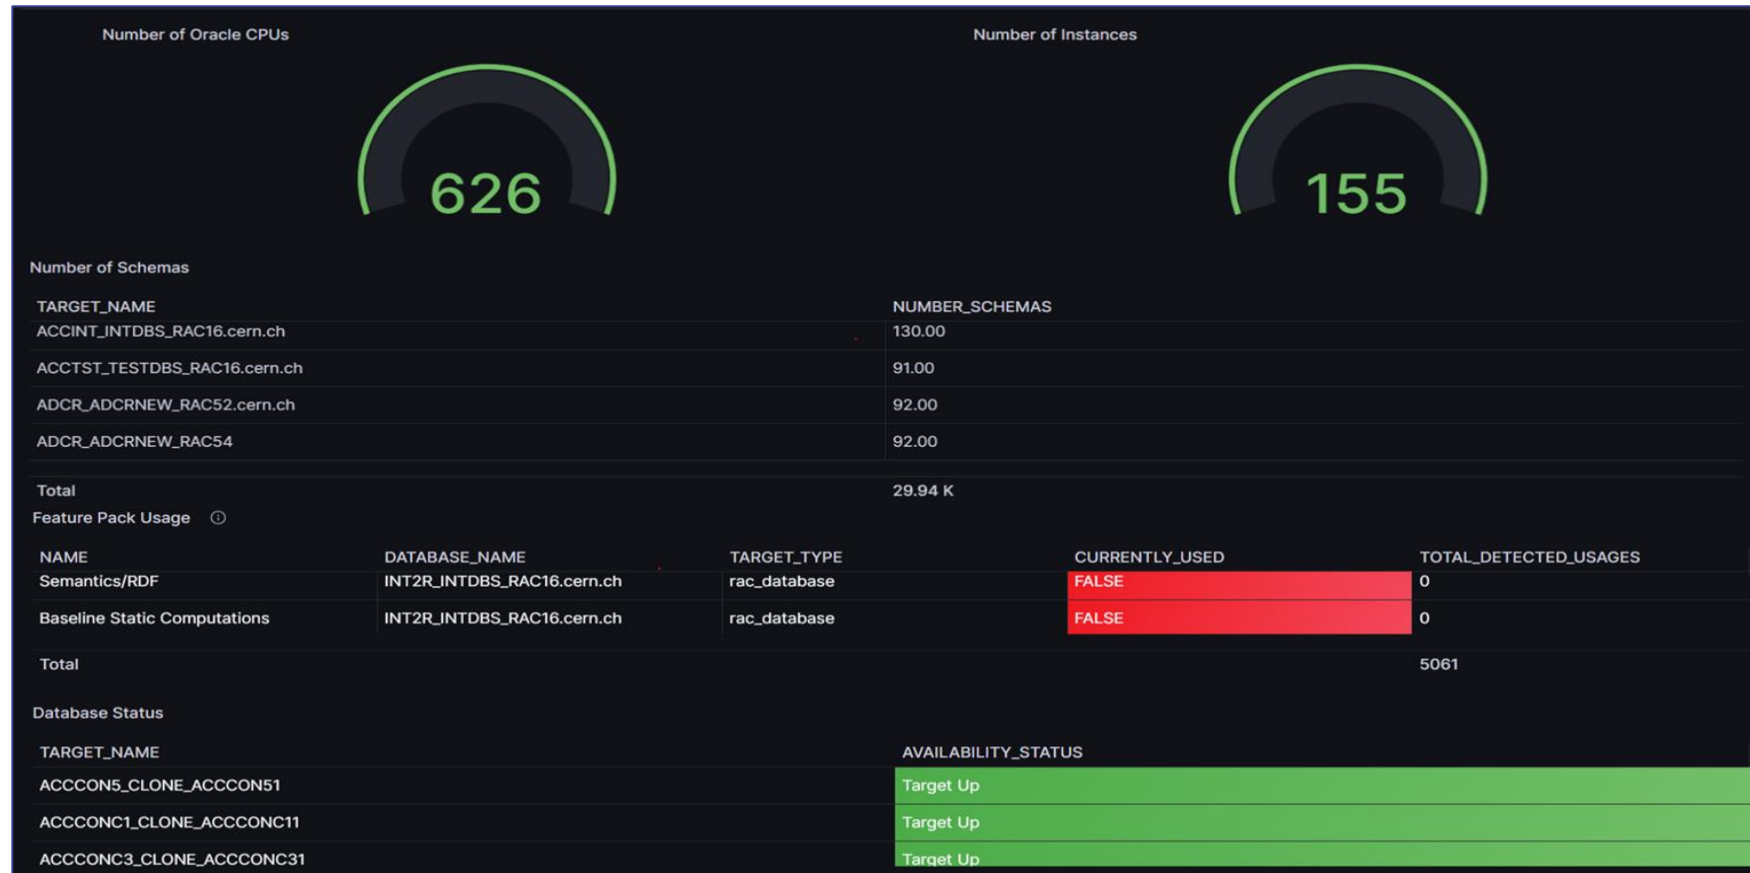 Number of Oracle CPUs Number of Instances
626 155
Number of Schemas
TARGET_NAME NUMBER_SCHEMAS
ACCINT_INTDBS_RAC16.cern.ch 130.00
ACCTST_TESTDBS_RAC16.cern.ch 91.00
ADCR_ADCRNEW_RAC52.cern.ch 92.00
ADCR_ADCRNEW_RAC54 92.00
Total 29.94 K
Feature Pack Usage
NAME DATABASE_NAME TARGET_TYPE CURRENTLY_USED TOTAL_DETECTED_USAGES
Semantics/RDF INT2R_INTDBS_RAC16.cern.ch rac_database FALSE 0
Baseline Static Computations INT2R_INTDBS_RAC16.cern.ch rac_database FALSE 0
Total 5061
Database Status
TARGET_NAME AVAILABILITY_STATUS
ACCCON5_CLONE_ACCCON51 Target Up
ACCCONC1_CLONE_ACCCONC11 Target Up
ACCCONC3_CLONE_ACCCONC31 Target Up